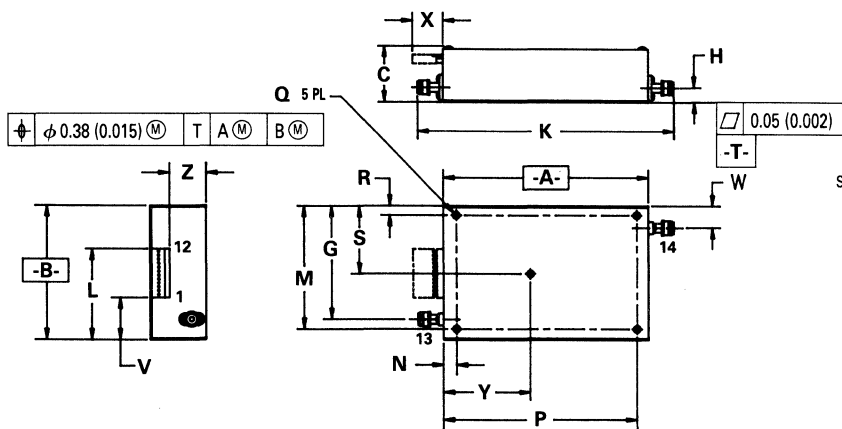 X
C
H
Q 5 PL
K
⌖ ϕ 0.38 (0.015) Ⓜ T A Ⓜ B Ⓜ
⏥ 0.05 (0.002)
-T-
Z
R
-A-
W
S
12
-B-
L
1
V
G
S
M
14
13
N
Y
P